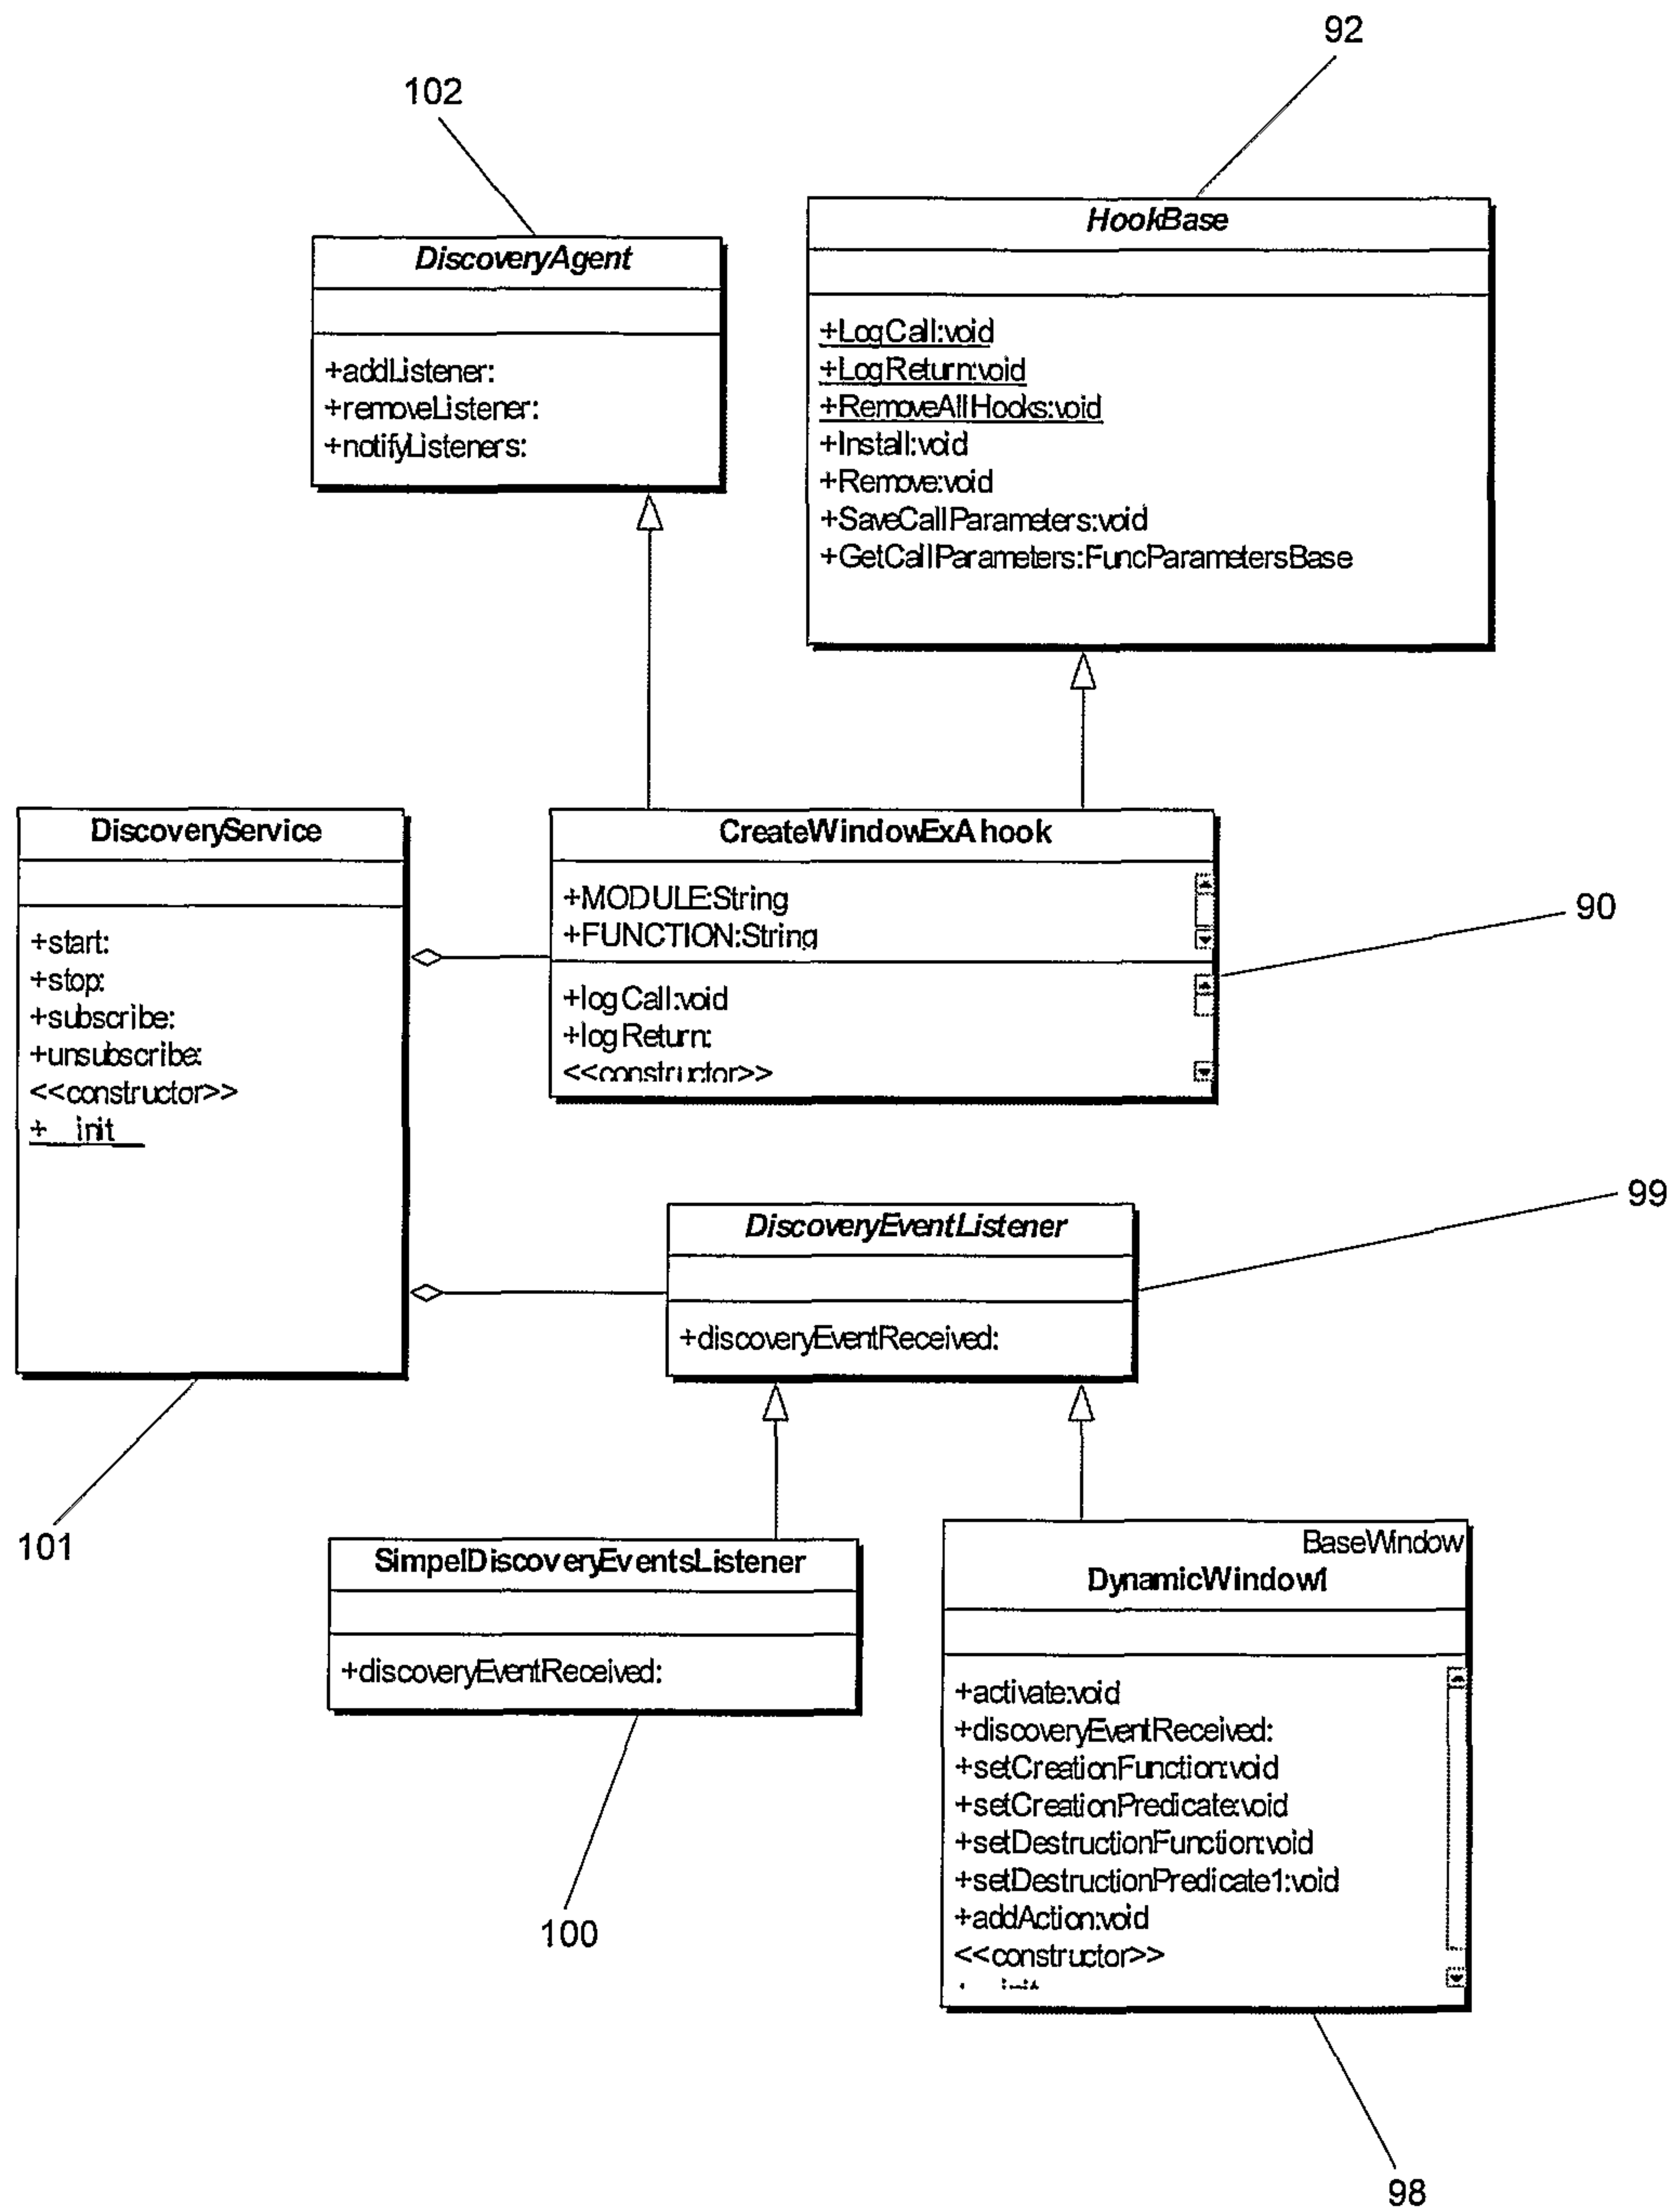 92
102
DiscoveryAgent
+addListener:
+removeListener:
+notifyListeners:
HookBase
+LogCall:void
+LogReturn:void
+RemoveAllHooks:void
+Install:void
+Remove:void
+SaveCallParameters:void
+GetCallParameters:FuncParametersBase
DiscoveryService
+start:
+stop:
+subscribe:
+unsubscribe:
<<constructor>>
+__init__
CreateWindowExAhook
+MODULE:String
+FUNCTION:String
+logCall:void
+logReturn:
<<constructor>>
90
99
DiscoveryEventListener
+discoveryEventReceived:
101
SimpelDiscoveryEventsListener
+discoveryEventReceived:
100
BaseWindow
DynamicWindow1
+activate:void
+discoveryEventReceived:
+setCreationFunction:void
+setCreationPredicate:void
+setDestructionFunction:void
+setDestructionPredicate1:void
+addAction:void
<<constructor>>
98